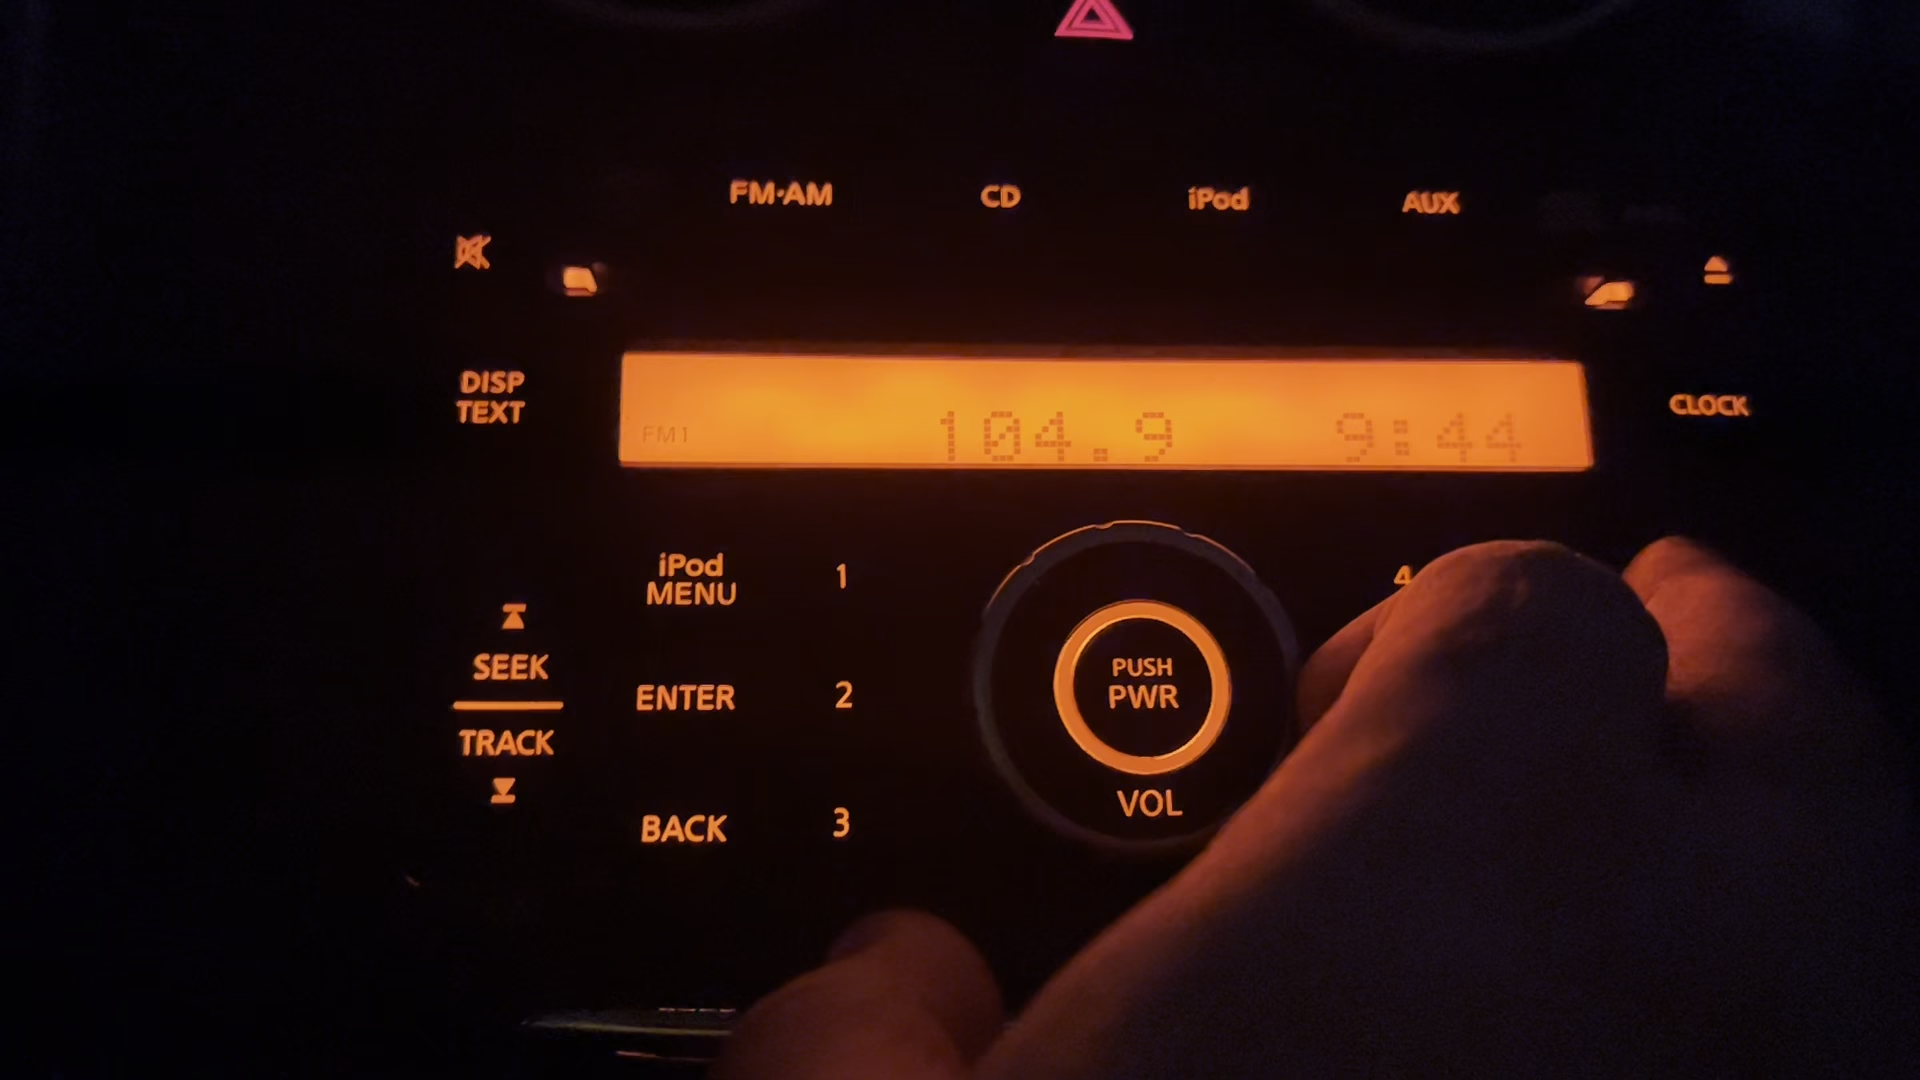 FM·AM
CD
iPod
AUX
DISP
TEXT
FM1
104.9
9:44
CLOCK
iPod
MENU
1
4
SEEK
TRACK
ENTER
2
PUSH
PWR
VOL
BACK
3